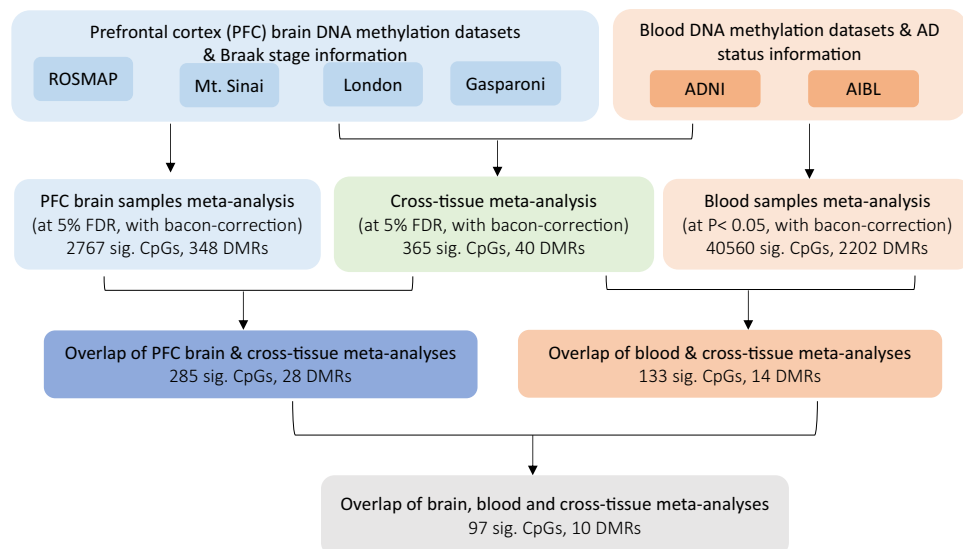 Prefrontal cortex (PFC) brain DNA methylation datasets
& Braak stage information
ROSMAP
Mt. Sinai
London
Gasparoni
Blood DNA methylation datasets & AD
status information
ADNI
AIBL
PFC brain samples meta-analysis
(at 5% FDR, with bacon-correction)
2767 sig. CpGs, 348 DMRs
Cross-tissue meta-analysis
(at 5% FDR, with bacon-correction)
365 sig. CpGs, 40 DMRs
Blood samples meta-analysis
(at P< 0.05, with bacon-correction)
40560 sig. CpGs, 2202 DMRs
Overlap of PFC brain & cross-tissue meta-analyses
285 sig. CpGs, 28 DMRs
Overlap of blood & cross-tissue meta-analyses
133 sig. CpGs, 14 DMRs
Overlap of brain, blood and cross-tissue meta-analyses
97 sig. CpGs, 10 DMRs